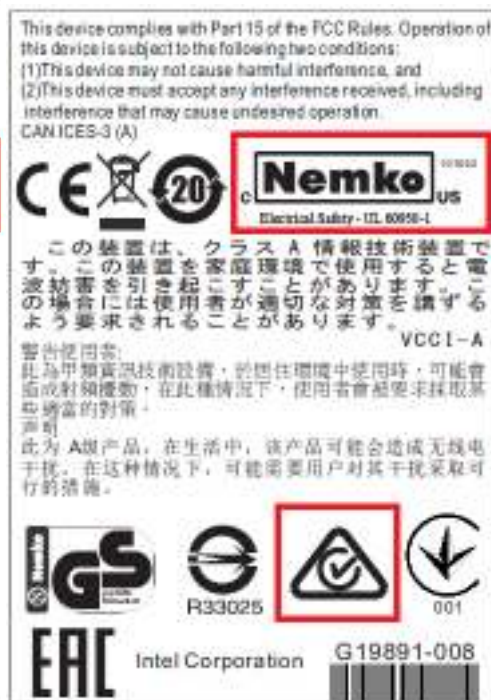 This device complies with Part 15 of the FCC Rules. Operation of
this device is subject to the following two conditions:
(1)This device may not cause harmful interference, and
(2)This device must accept any interference received, including
interference that may cause undesired operation.
CAN ICES-3 (A)
CE
20
c Nemko US
Electrical Safety - UL 60950-1
この装置は、クラス A 情報技術装置で
す。この装置を家庭環境で使用すると電
波妨害を引き起こすことがあります。こ
の場合には使用者が適切な対策を講ずる
よう要求されることがあります。
VCCI-A
警告使用者:
此為甲類資訊技術設備，於居住環境中使用時，可能會
造成射頻擾動，在此種情況下，使用者會被要求採取某
些適當的對策。
声明
此为 A级产品，在生活中，该产品可能会造成无线电
干扰。在这种情况下，可能需要用户对其干扰采取可
行的措施。
Nemko
GS
R33025
001
EAC
Intel Corporation
G19891-008